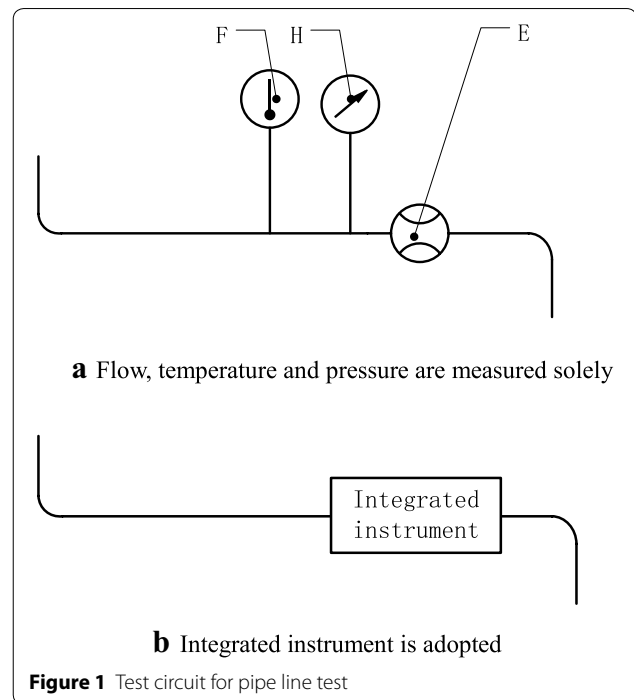 F H E
a Flow, temperature and pressure are measured solely
Integrated
instrument
b Integrated instrument is adopted
Figure 1 Test circuit for pipe line test